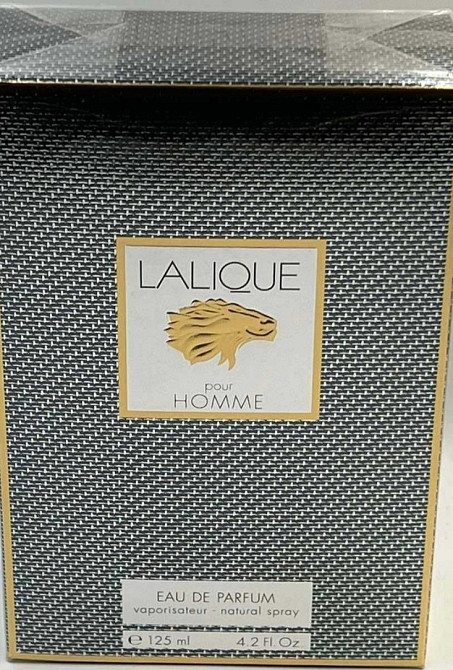 LALIQUE
pour
HOMME
EAU DE PARFUM
vaporisateur - natural spray
℮ 125 ml 4.2 Fl. Oz.